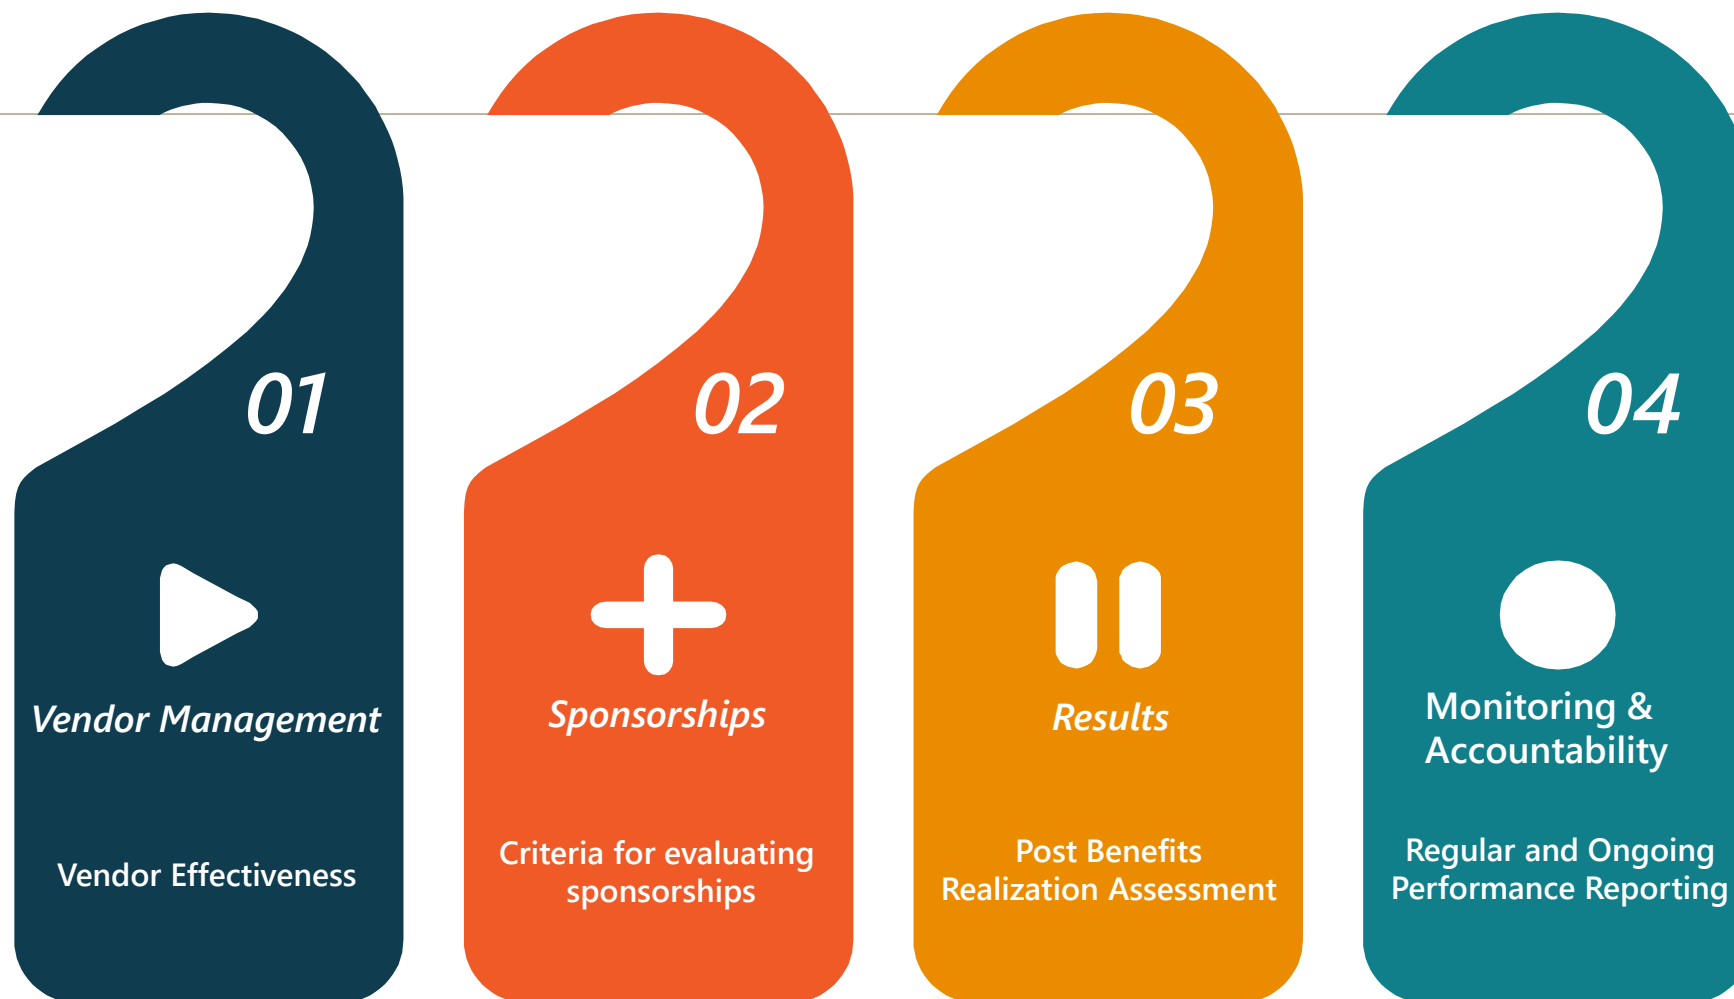 01
Vendor Management
Vendor Effectiveness
02
Sponsorships
Criteria for evaluating
sponsorships
03
Results
Post Benefits
Realization Assessment
04
Monitoring &
Accountability
Regular and Ongoing
Performance Reporting